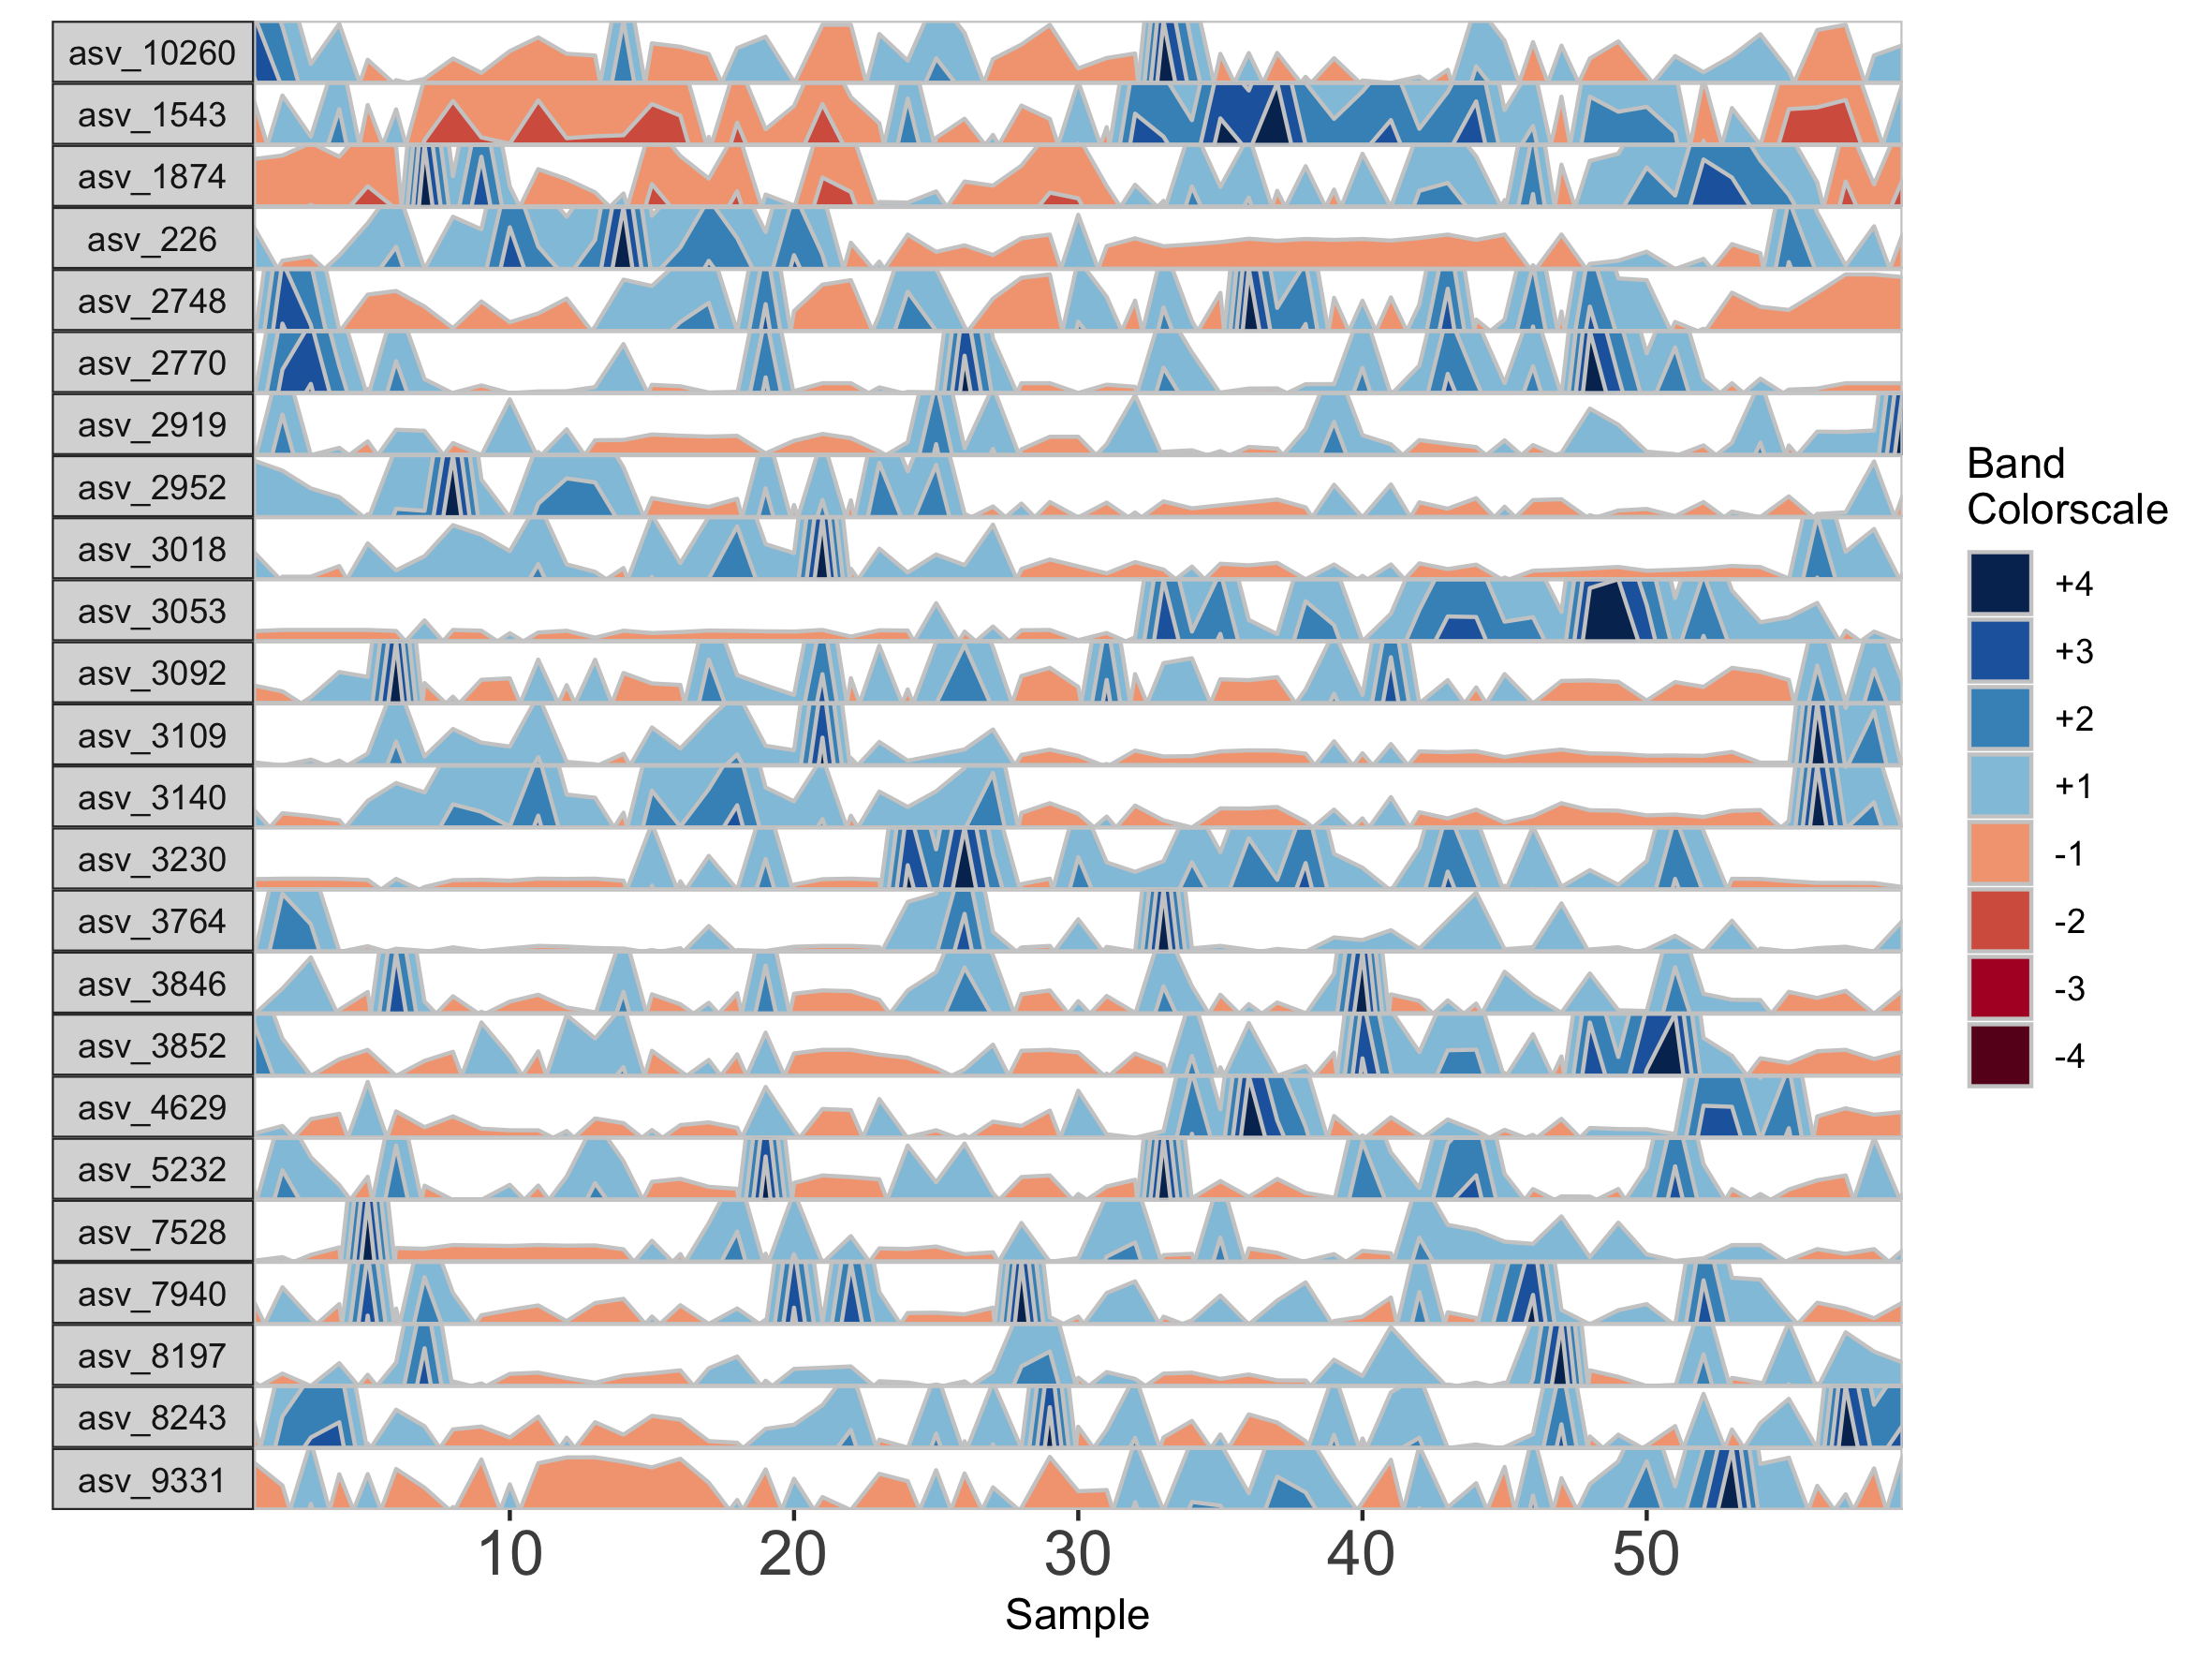 asv_10260
asv_1543
asv_1874
asv_226
asv_2748
asv_2770
asv_2919
asv_2952
asv_3018
asv_3053
asv_3092
asv_3109
asv_3140
asv_3230
asv_3764
asv_3846
asv_3852
asv_4629
asv_5232
asv_7528
asv_7940
asv_8197
asv_8243
asv_9331
10 20 30 40 50
Sample
Band
Colorscale
+4
+3
+2
+1
-1
-2
-3
-4